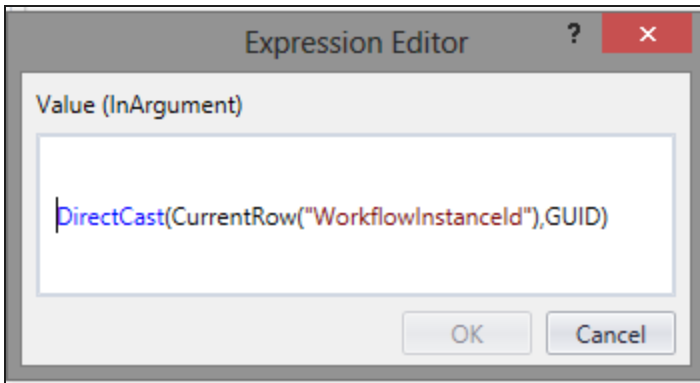 Expression Editor
?
×
Value (InArgument)
DirectCast(CurrentRow("WorkflowInstanceId"),GUID)
OK
Cancel